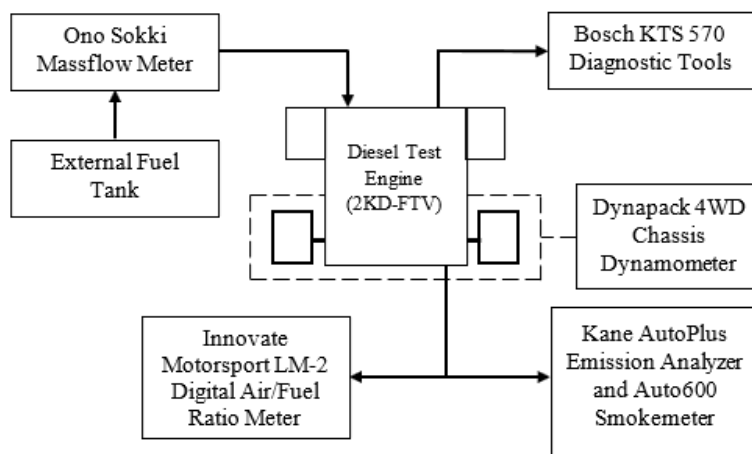 Ono Sokki
Massflow Meter
Bosch KTS 570
Diagnostic Tools
External Fuel
Tank
Diesel Test
Engine
(2KD-FTV)
Dynapack 4WD
Chassis
Dynamometer
Innovate
Motorsport LM-2
Digital Air/Fuel
Ratio Meter
Kane AutoPlus
Emission Analyzer
and Auto600
Smokemeter